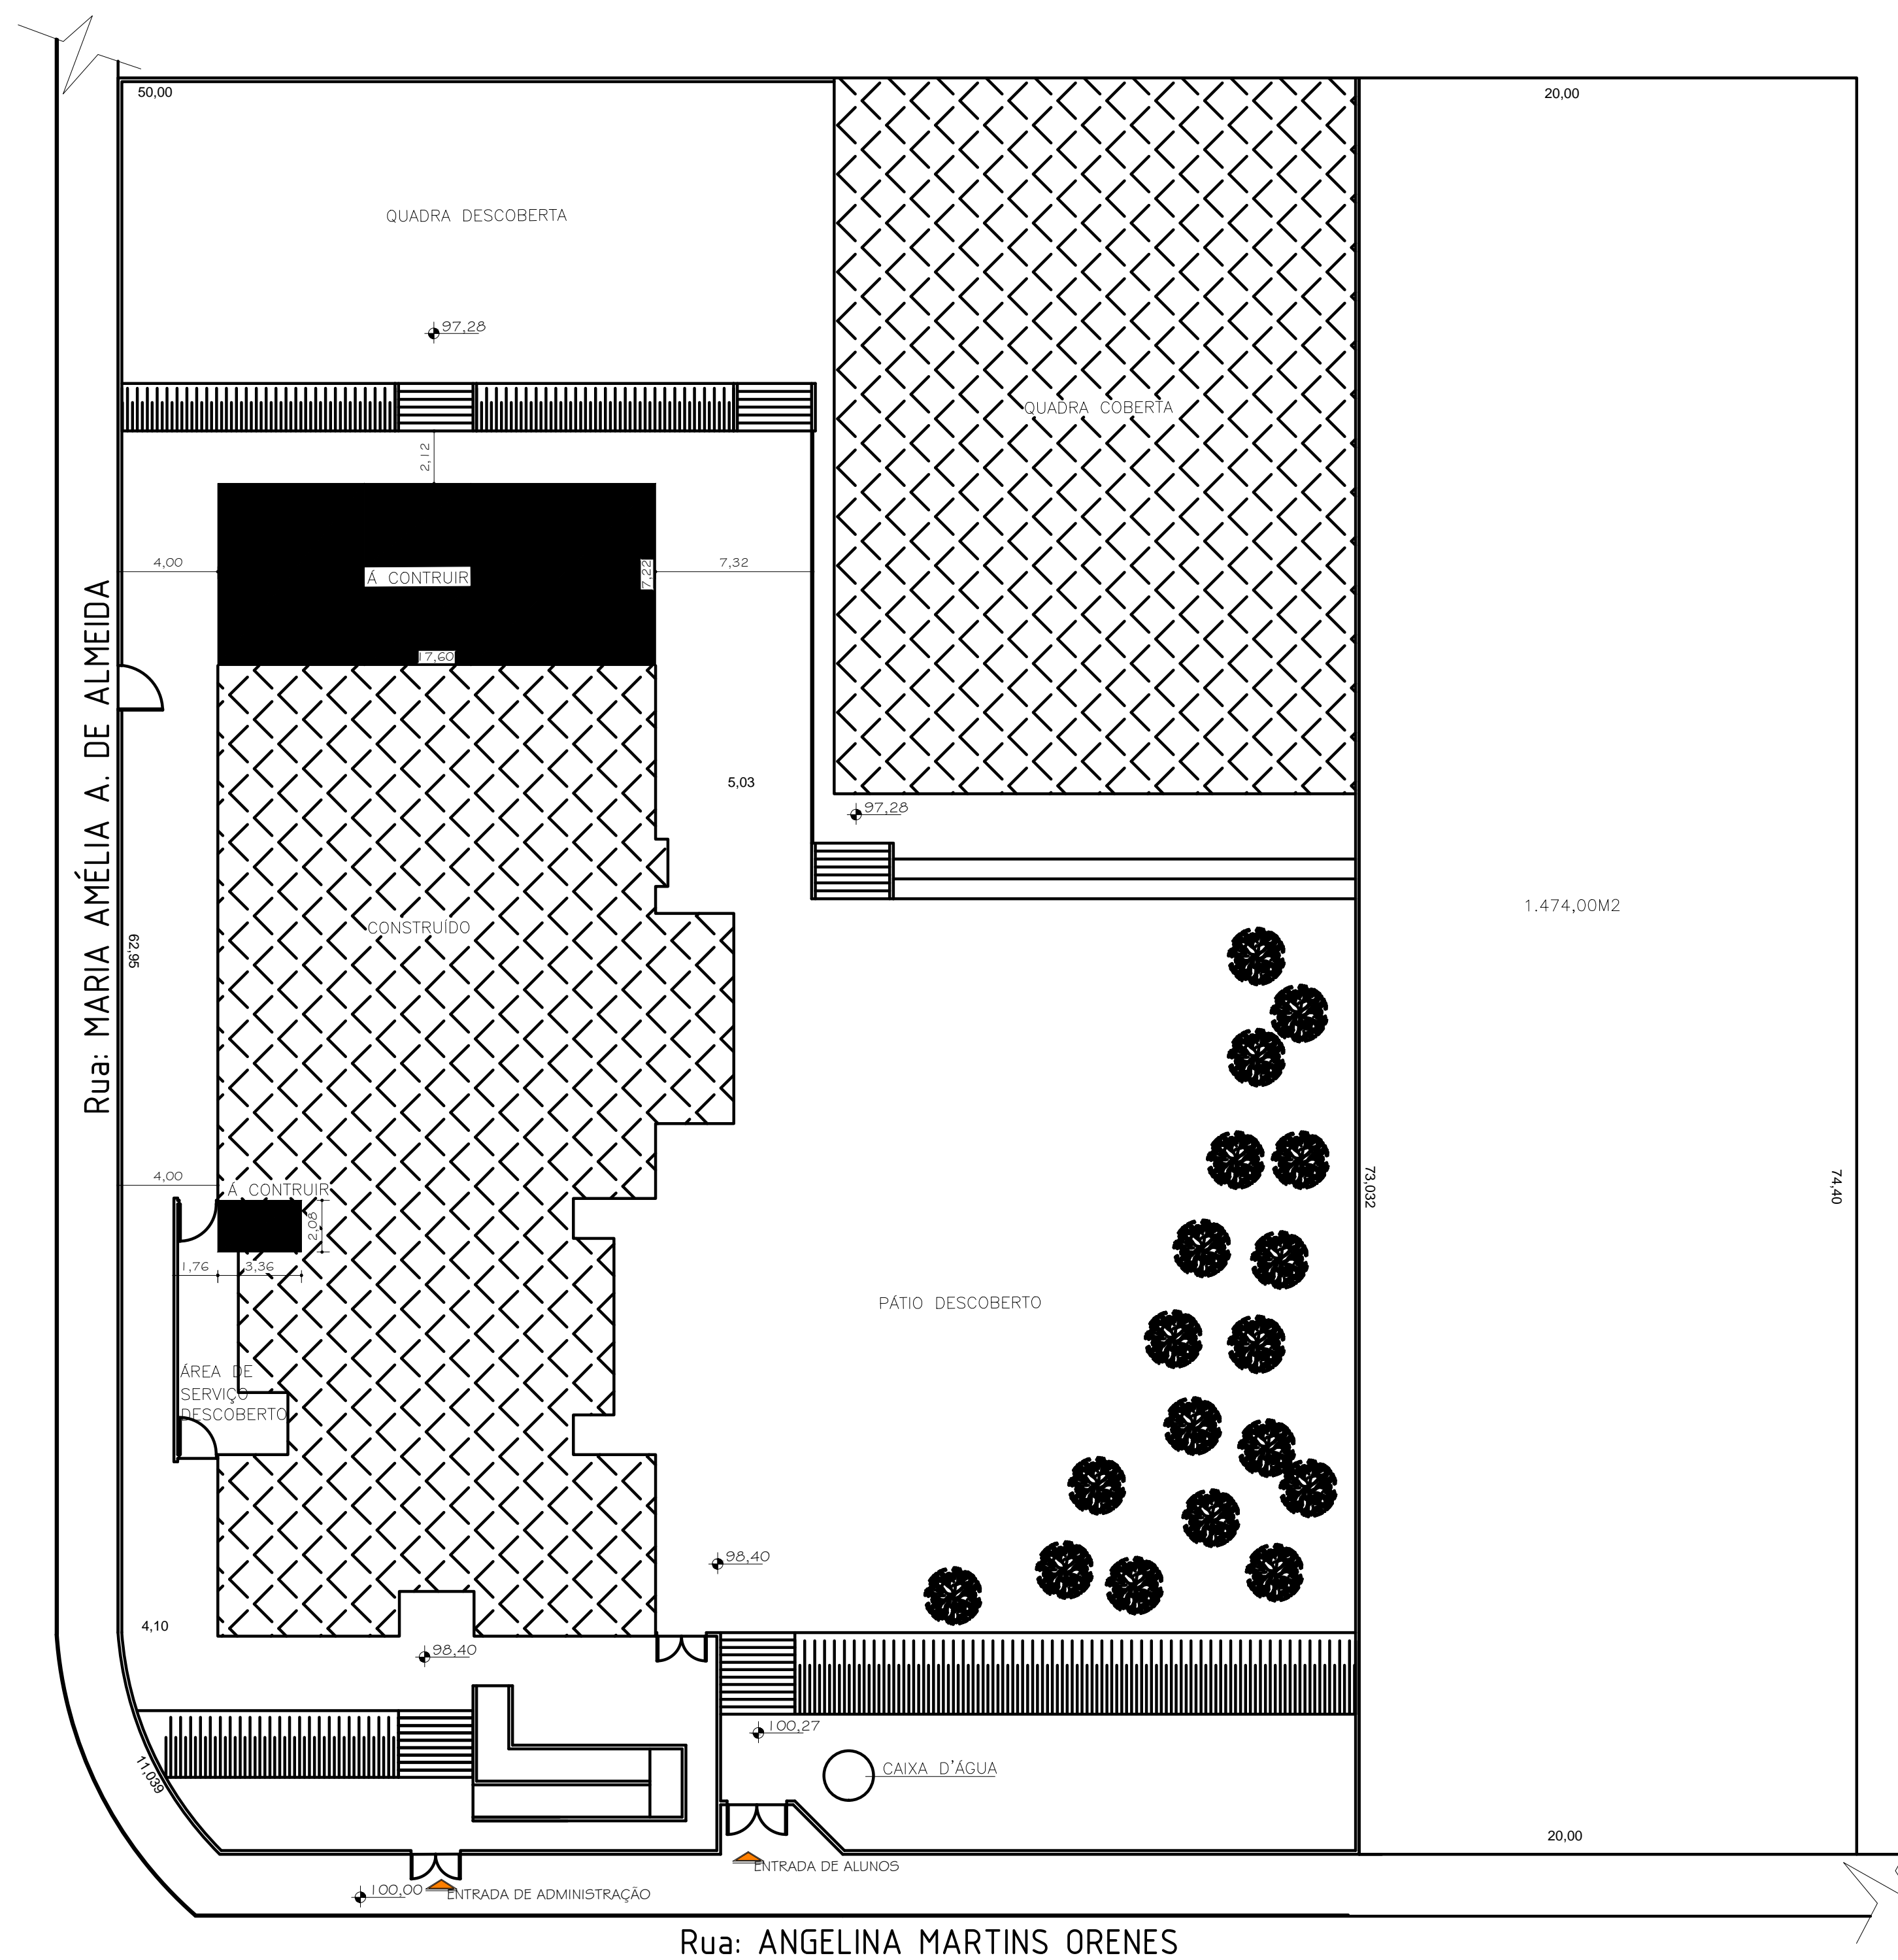 50,00
20,00
QUADRA DESCOBERTA
97,28
QUADRA COBERTA
2,12
4,00
Á CONTRUIR
7,22
7,32
17,60
Rua: MARIA AMÉLIA A. DE ALMEIDA
5,03
97,28
1.474,00M2
CONSTRUÍDO
62,95
4,00
Á CONTRUIR
2,08
1,76
3,36
73,032
74,40
PÁTIO DESCOBERTO
ÁREA DE
SERVIÇO
DESCOBERTO
98,40
4,10
98,40
100,27
11,039
CAIXA D'ÁGUA
20,00
ENTRADA DE ALUNOS
100,00
ENTRADA DE ADMINISTRAÇÃO
Rua: ANGELINA MARTINS ORENES